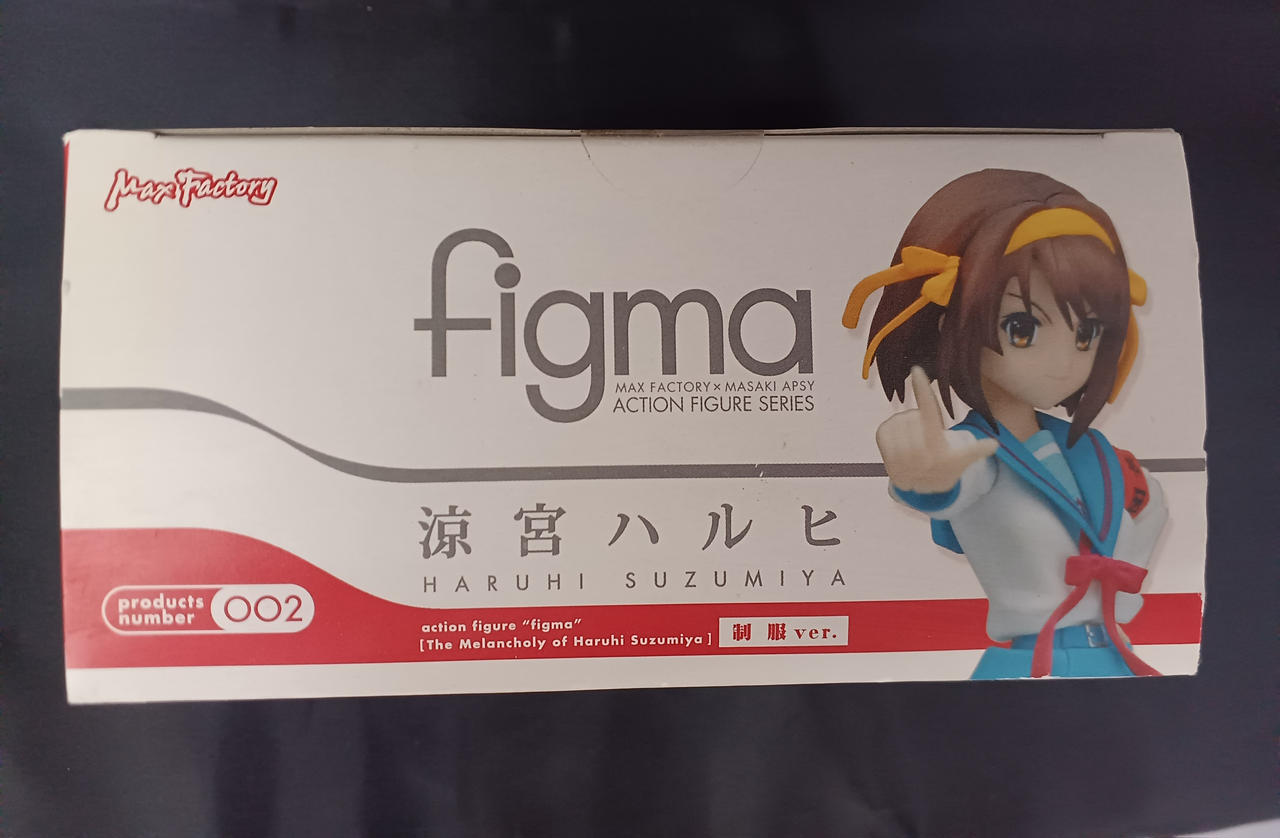 Max Factory
figma
MAX FACTORY×MASAKI APSY
ACTION FIGURE SERIES
涼宮ハルヒ
HARUHI SUZUMIYA
products
number 002
action figure “figma”
[The Melancholy of Haruhi Suzumiya] 制服ver.